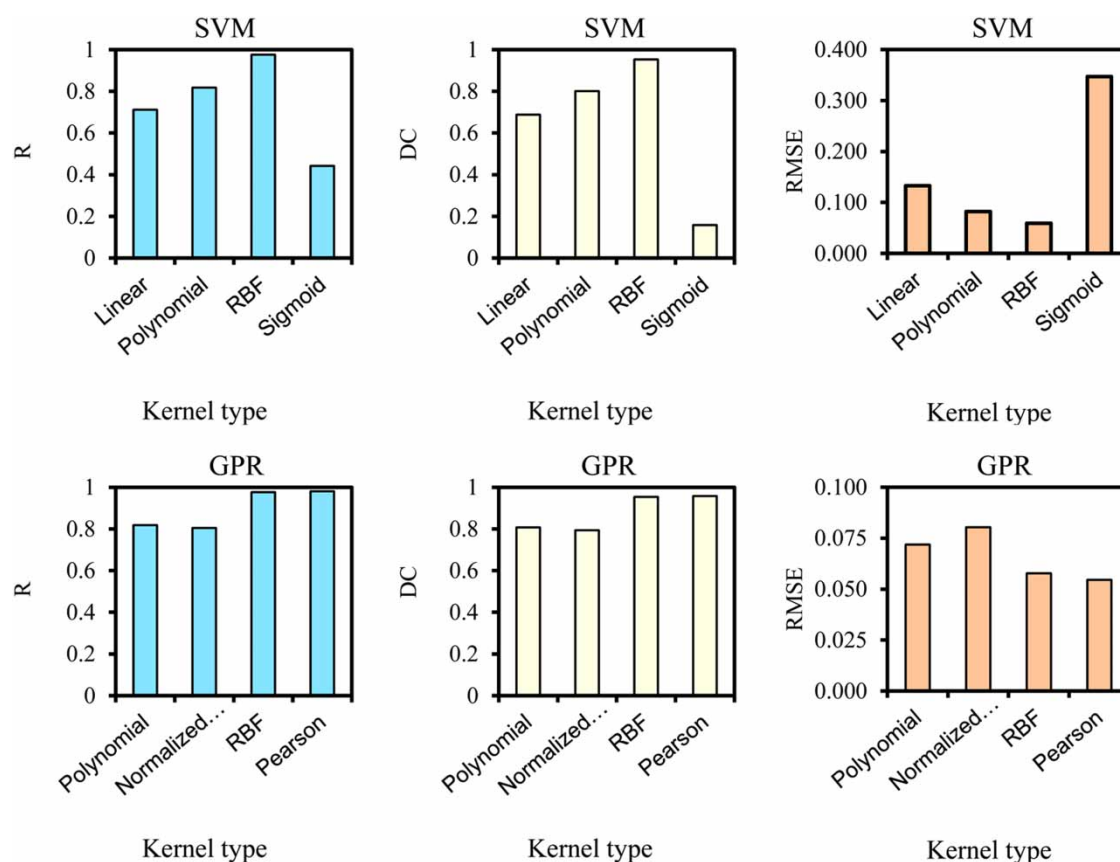 SVM
1
0.8
0.6
0.4
0.2
0
R
Linear
Polynomial
RBF
Sigmoid
Kernel type
SVM
1
0.8
0.6
0.4
0.2
0
DC
Linear
Polynomial
RBF
Sigmoid
Kernel type
SVM
0.400
0.300
0.200
0.100
0.000
RMSE
Linear
Polynomial
RBF
Sigmoid
Kernel type
GPR
1
0.8
0.6
0.4
0.2
0
R
Polynomial
Normalized...
RBF
Pearson
Kernel type
GPR
1
0.8
0.6
0.4
0.2
0
DC
Polynomial
Normalized...
RBF
Pearson
Kernel type
GPR
0.100
0.075
0.050
0.025
0.000
RMSE
Polynomial
Normalized...
RBF
Pearson
Kernel type